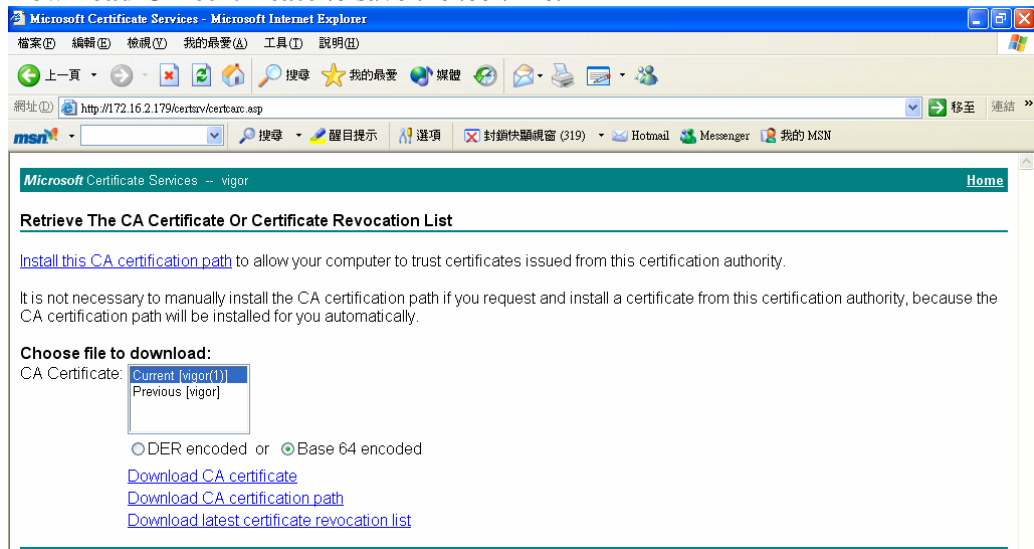 Microsoft Certificate Services - Microsoft Internet Explorer
檔案(F) 編輯(E) 檢視(V) 我的最愛(A) 工具(T) 說明(H)
上一頁 搜尋 我的最愛 媒體
網址(D) http://172.16.2.179/certsrv/certcarc.asp 移至 連結 »
msn 搜尋 醒目提示 選項 封鎖快顯視窗 (319) Hotmail Messenger 我的 MSN
Microsoft Certificate Services -- vigor Home
Retrieve The CA Certificate Or Certificate Revocation List
Install this CA certification path to allow your computer to trust certificates issued from this certification authority.
It is not necessary to manually install the CA certification path if you request and install a certificate from this certification authority, because the
CA certification path will be installed for you automatically.
Choose file to download:
CA Certificate: Current [vigor(1)]
Previous [vigor]
DER encoded or Base 64 encoded
Download CA certificate
Download CA certification path
Download latest certificate revocation list